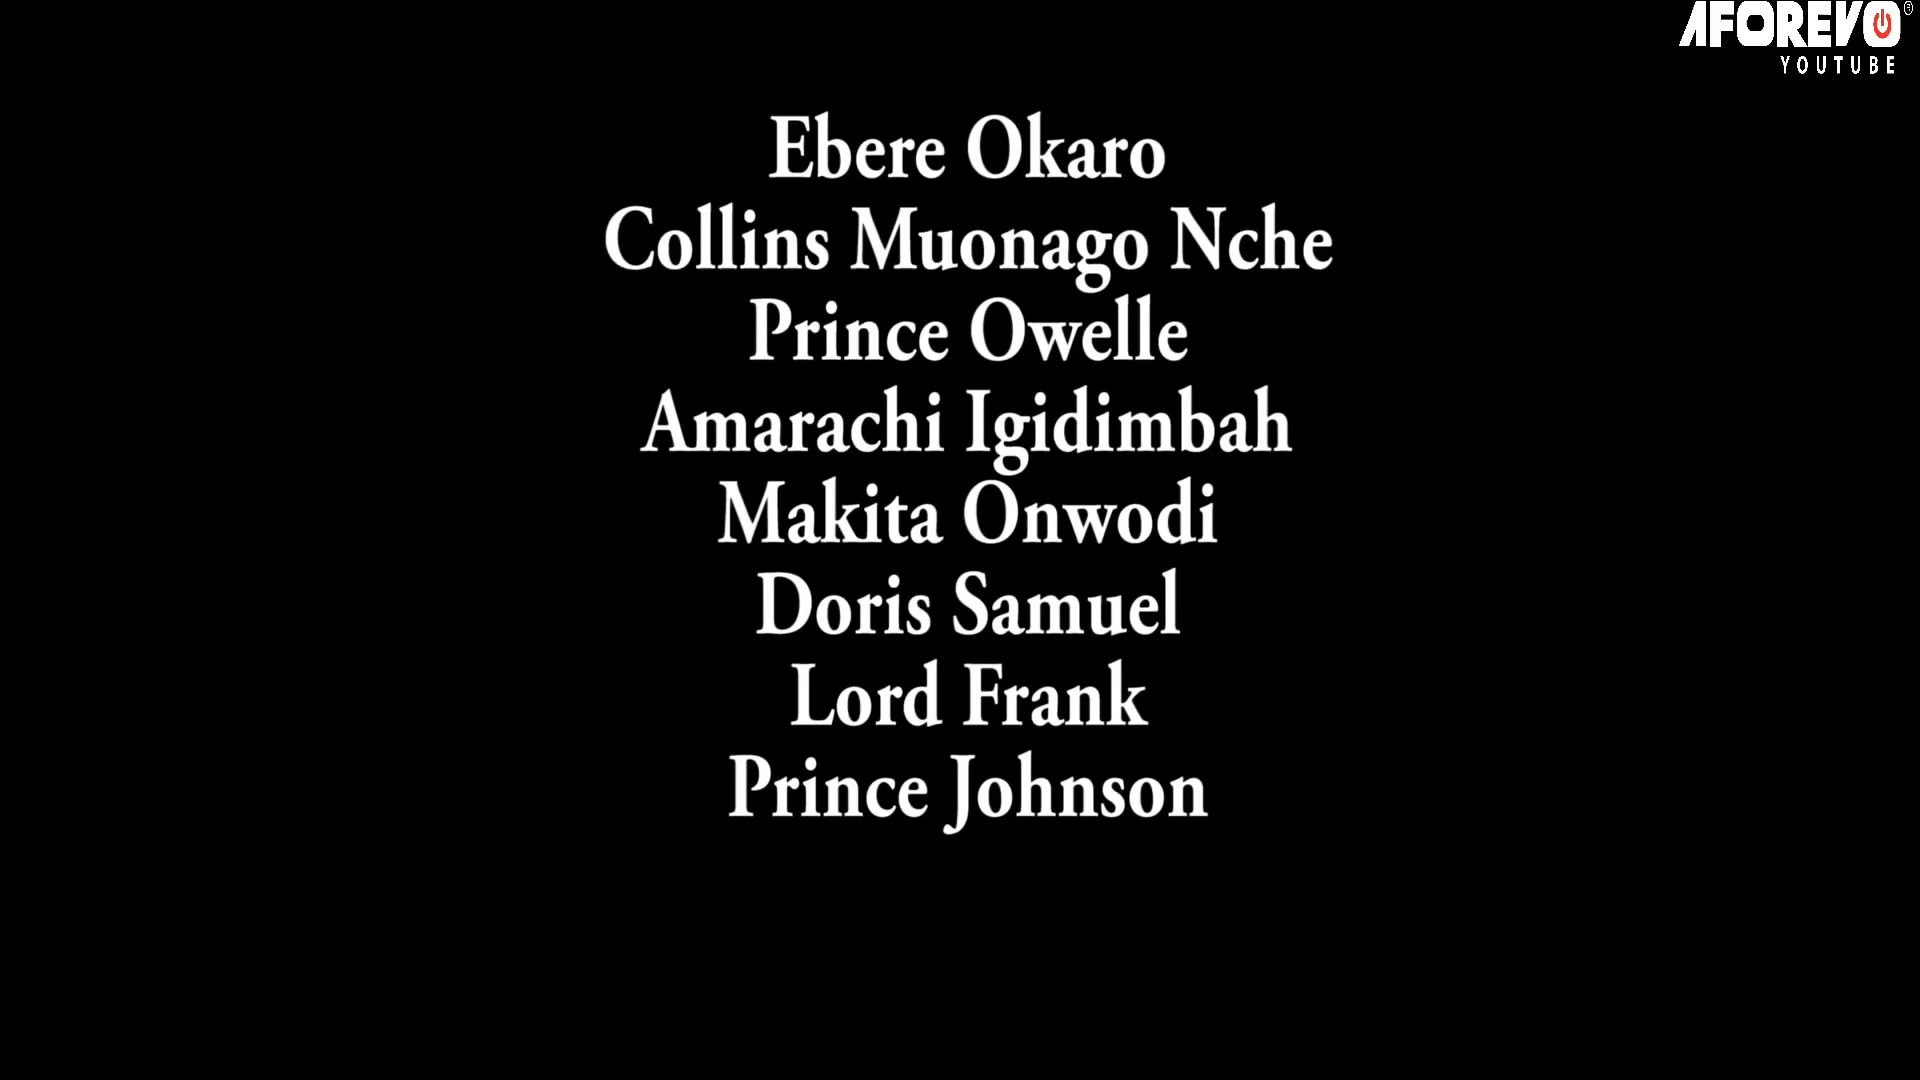 AFOREVO
YOUTUBE
Ebere Okaro
Collins Muonago Nche
Prince Owelle
Amarachi Igidimbah
Makita Onwodi
Doris Samuel
Lord Frank
Prince Johnson